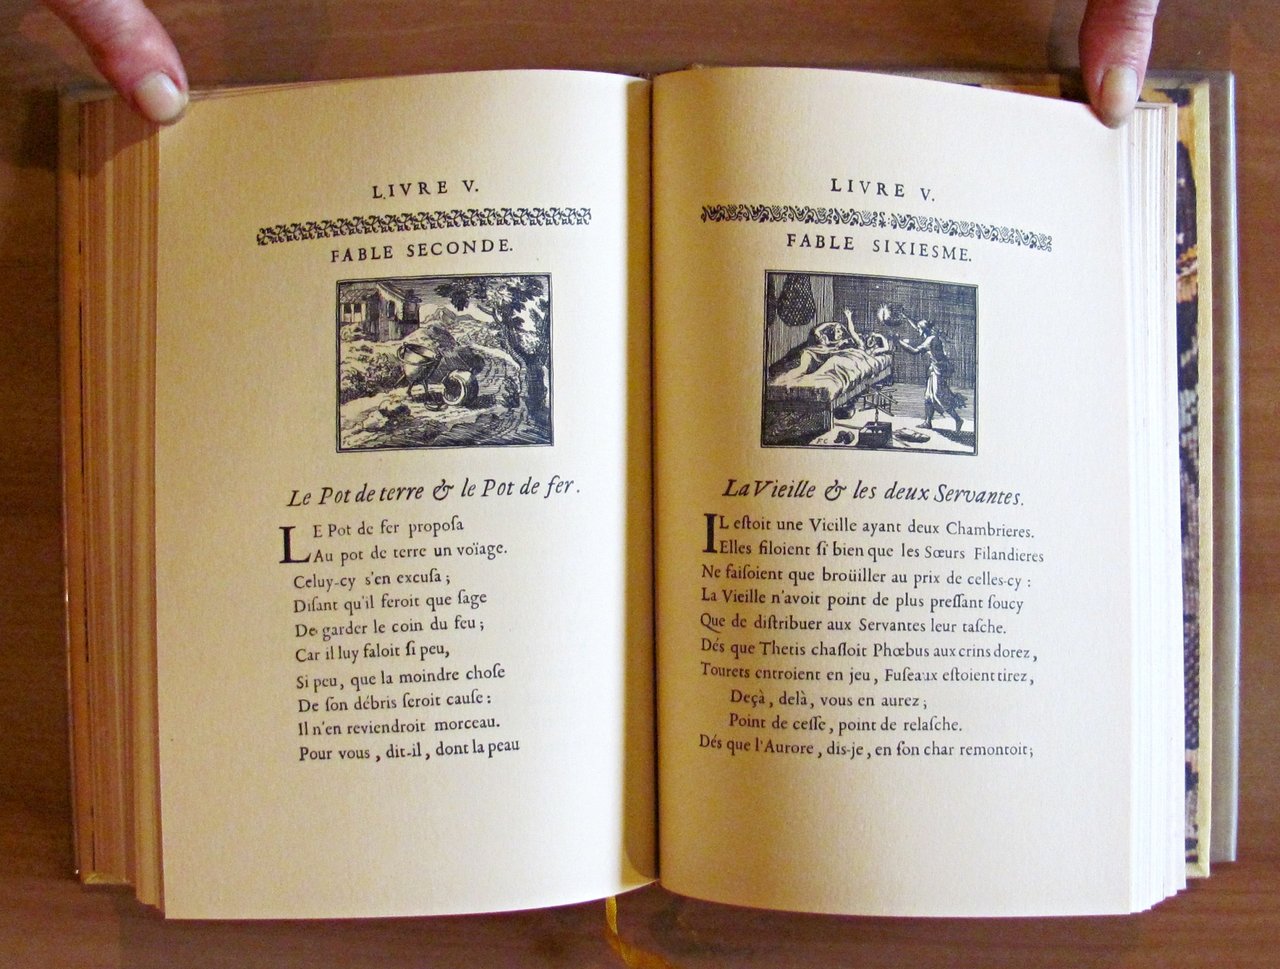 LIVRE V.
FABLE SECONDE.
Le Pot de terre & le Pot de fer.
LE Pot de fer propoſa
Au pot de terre un voïage.
Celuy-cy s'en excuſa ;
Diſant qu'il feroit que ſage
De garder le coin du feu ;
Car il luy faloit ſi peu,
Si peu, que la moindre choſe
De ſon débris ſeroit cauſe :
Il n'en reviendroit morceau.
Pour vous, dit-il, dont la peau
LIVRE V.
FABLE SIXIESME.
F C
La Vieille & les deux Servantes.
IL eſtoit une Vieille ayant deux Chambrieres.
Elles filoient ſi bien que les Sœurs Filandieres
Ne faiſoient que broüiller au prix de celles-cy :
La Vieille n'avoit point de plus preſſant ſoucy
Que de diſtribuer aux Servantes leur taſche.
Dés que Thetis chaſſoit Phœbus aux crins dorez,
Tourets entroient en jeu, Fuſeaux eſtoient tirez,
Deçà, delà, vous en aurez ;
Point de ceſſe, point de relaſche.
Dés que l'Aurore, dis-je, en ſon char remontoit;